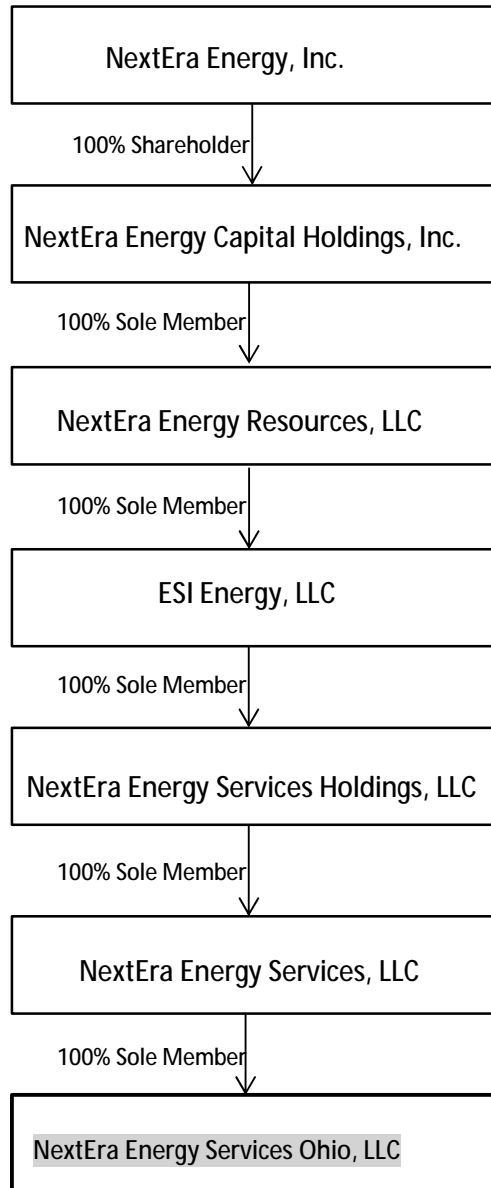 NextEra Energy, Inc.
100% Shareholder
NextEra Energy Capital Holdings, Inc.
100% Sole Member
NextEra Energy Resources, LLC
100% Sole Member
ESI Energy, LLC
100% Sole Member
NextEra Energy Services Holdings, LLC
100% Sole Member
NextEra Energy Services, LLC
100% Sole Member
NextEra Energy Services Ohio, LLC